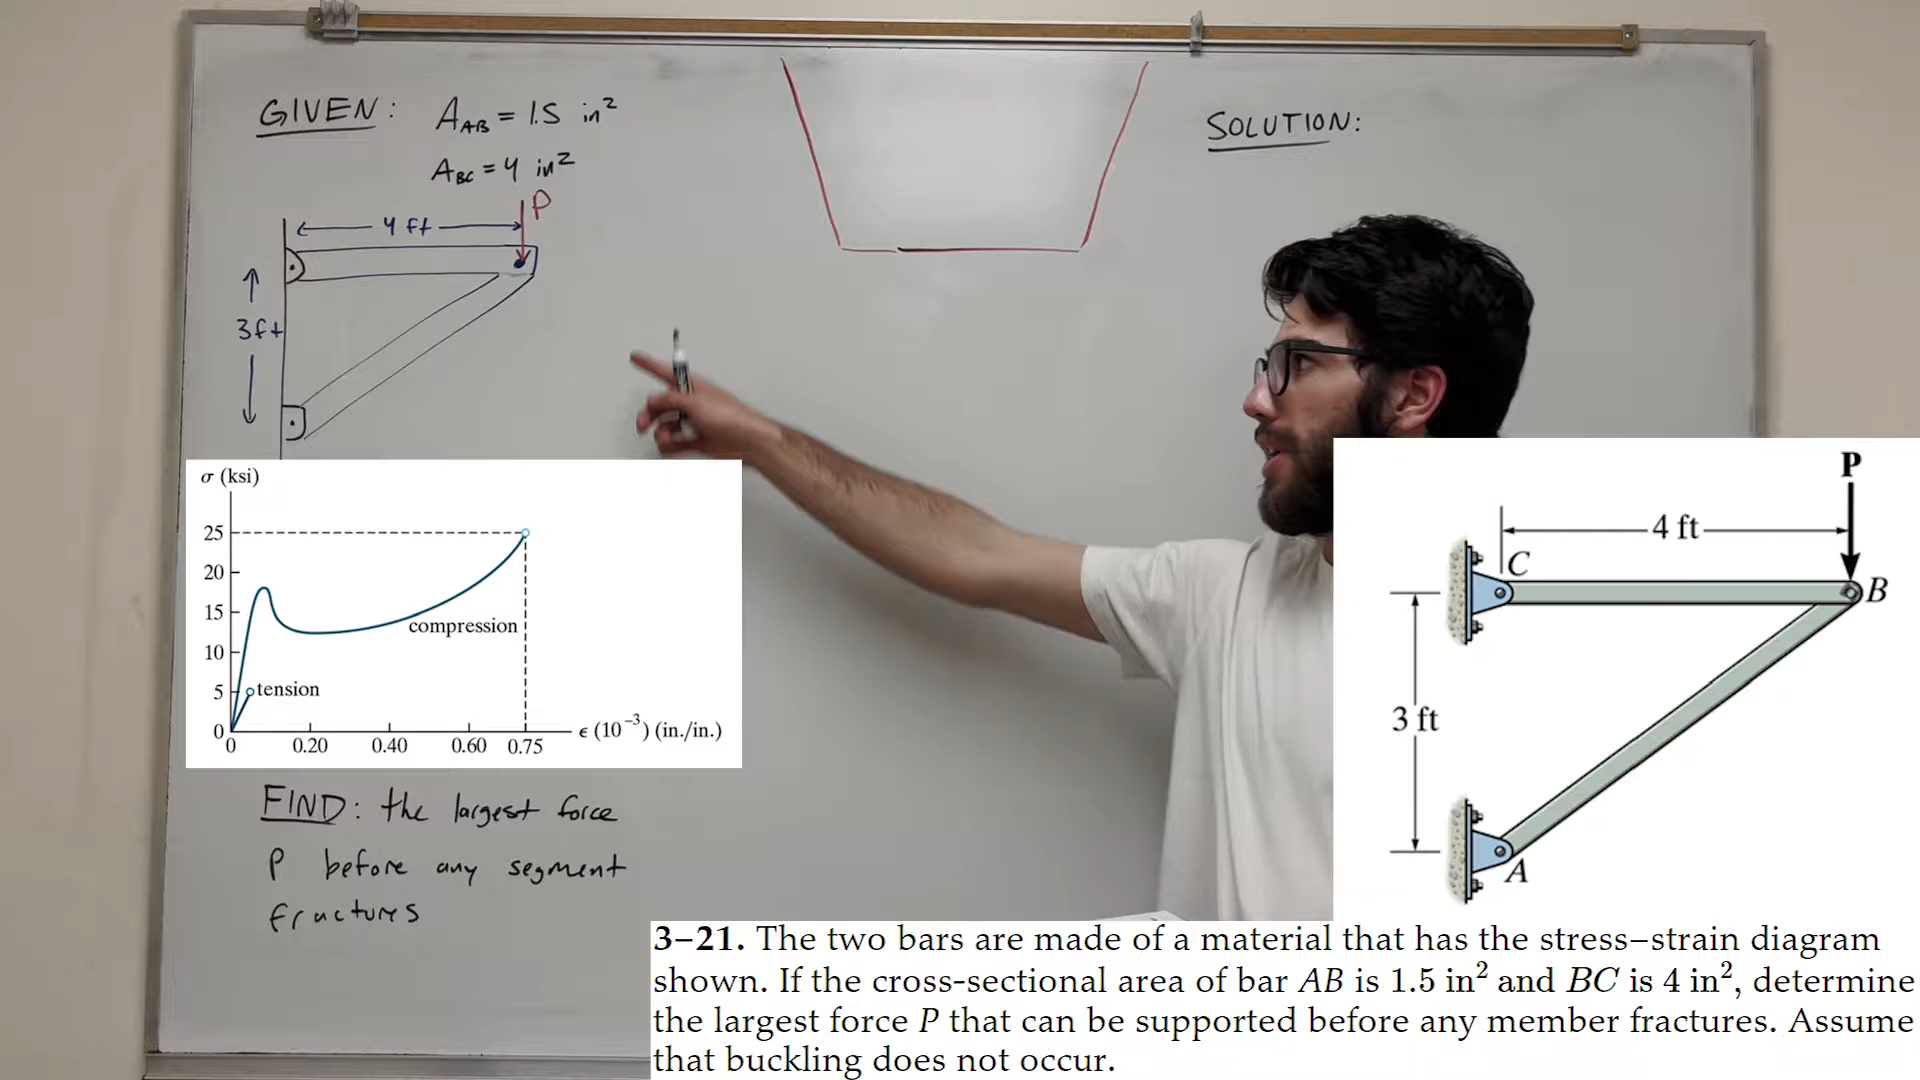 GIVEN: A_AB = 1.5 in²
A_BC = 4 in²
P
4 ft
3ft
SOLUTION:
σ (ksi)
25
20
15
10
5
0
compression
tension
0 0.20 0.40 0.60 0.75
ϵ (10⁻³) (in./in.)
FIND: the largest force
P before any segment
fractures
P
4 ft
C
B
3 ft
A
3–21. The two bars are made of a material that has the stress–strain diagram
shown. If the cross-sectional area of bar AB is 1.5 in² and BC is 4 in², determine
the largest force P that can be supported before any member fractures. Assume
that buckling does not occur.